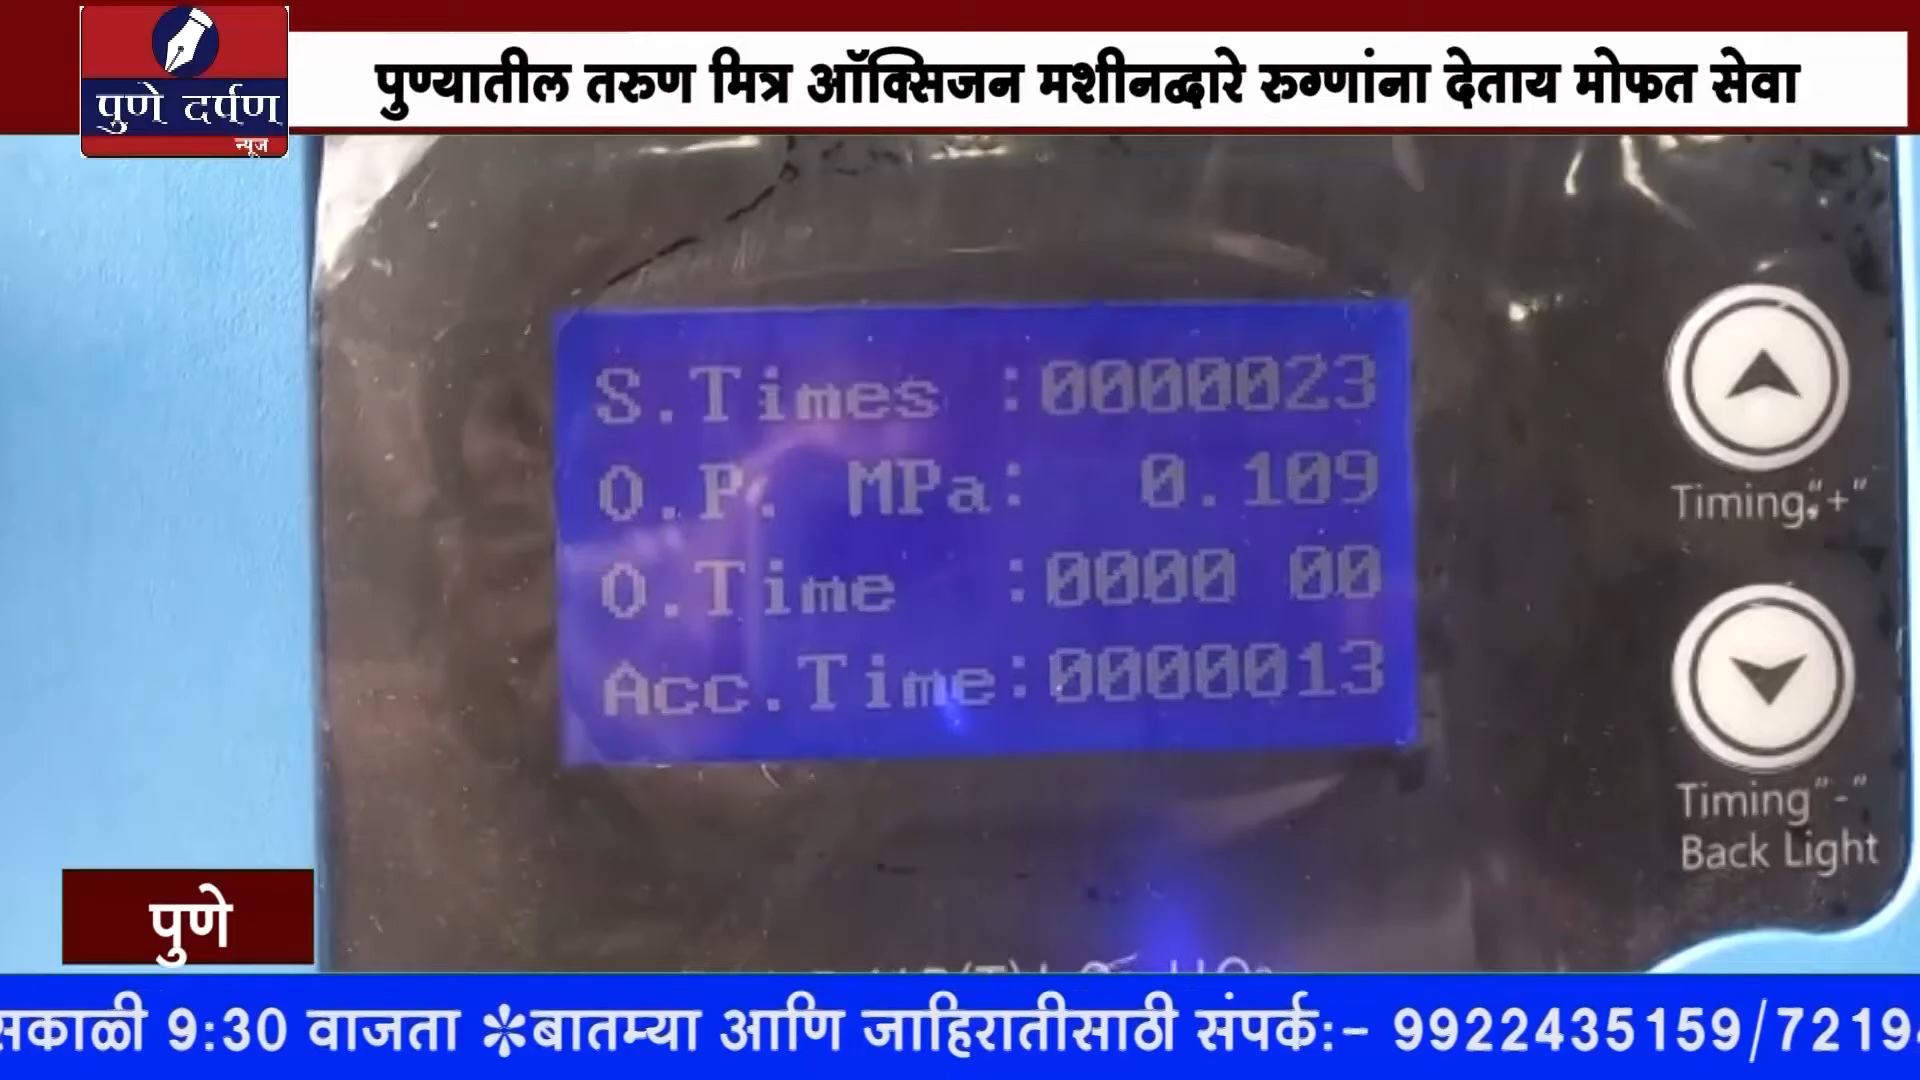 पुणे दर्पण
न्यूज
पुण्यातील तरुण मित्र ऑक्सिजन मशीनद्वारे रुग्णांना देताय मोफत सेवा
S.Times :0000023
O.P. MPa: 0.109
O.Time :0000 00
Acc.Time:0000013
Timing"+"
Timing"-"
Back Light
पुणे
सकाळी 9:30 वाजता *बातम्या आणि जाहिरातीसाठी संपर्क:- 9922435159/7219